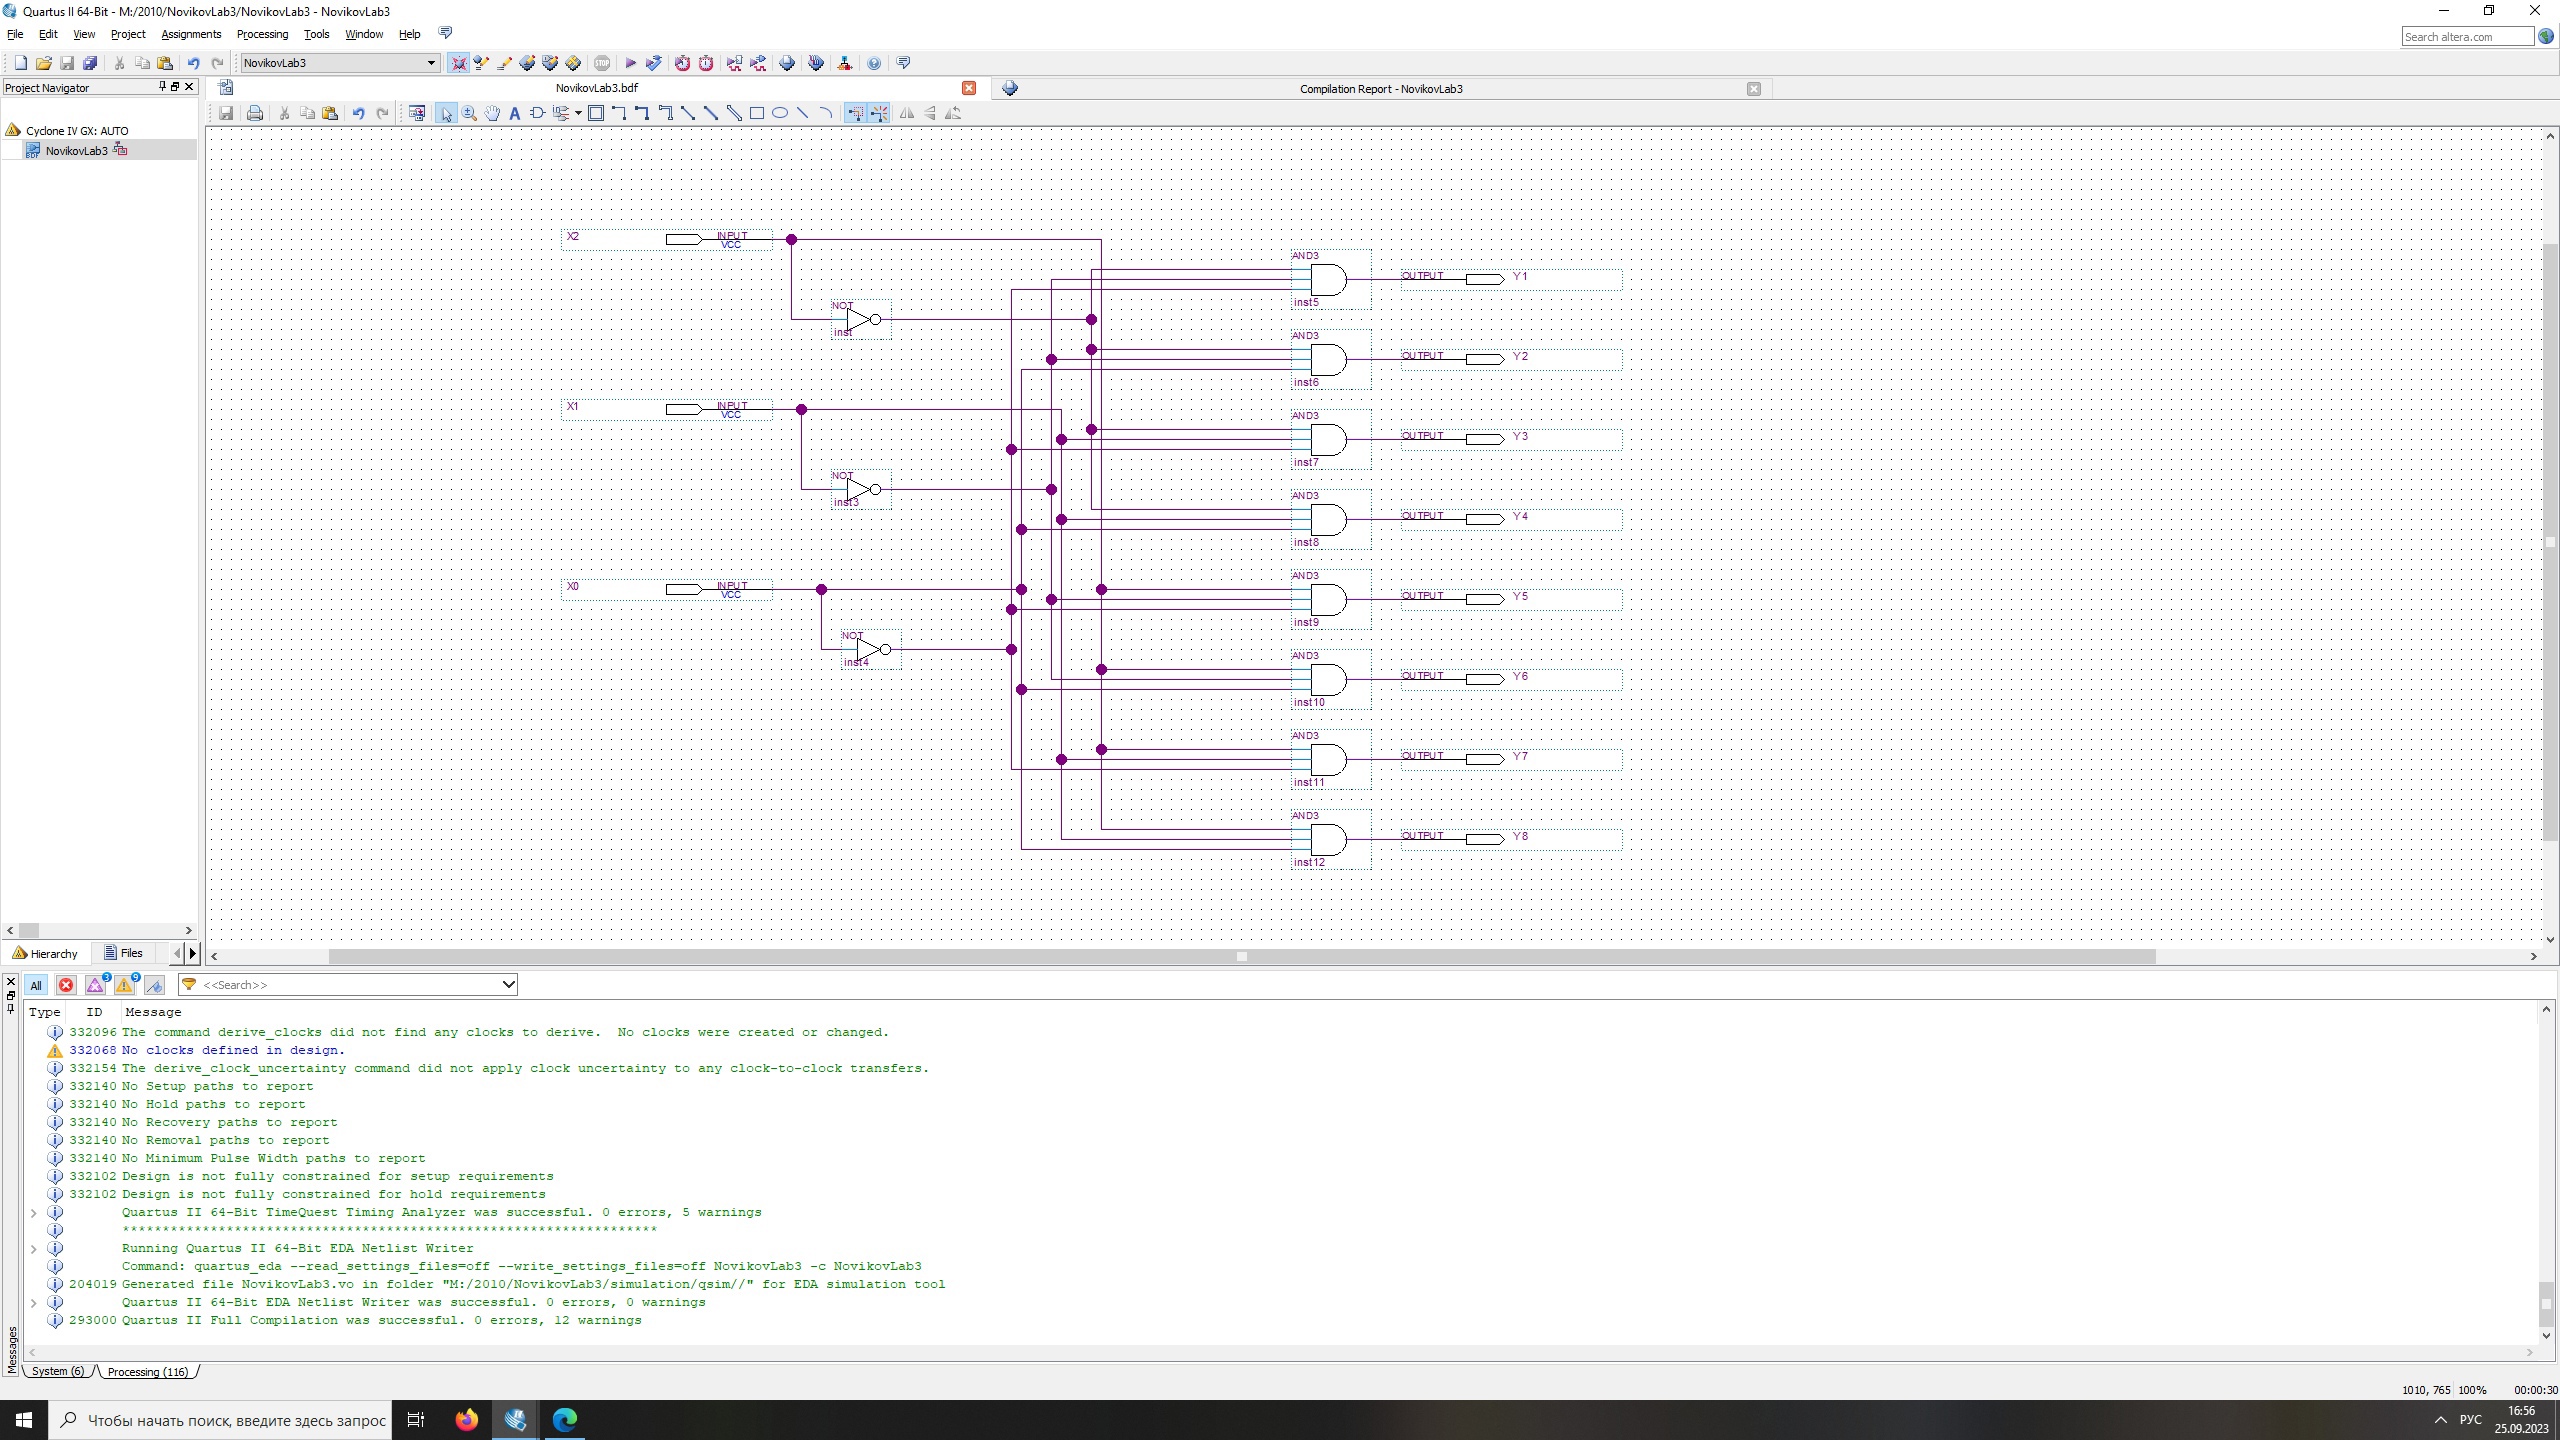 Quartus II 64-Bit - M:/2010/NovikovLab3/NovikovLab3 - NovikovLab3
File Edit View Project Assignments Processing Tools Window Help
Search altera.com
NovikovLab3
STOP
Project Navigator
NovikovLab3.bdf
Compilation Report - NovikovLab3
Cyclone IV GX: AUTO
NovikovLab3
X2 INPUT
VCC
NOT
inst
X1 INPUT
VCC
NOT
inst3
X0 INPUT
VCC
NOT
inst4
AND3
OUTPUT Y1
inst5
AND3
OUTPUT Y2
inst6
AND3
OUTPUT Y3
inst7
AND3
OUTPUT Y4
inst8
AND3
OUTPUT Y5
inst9
AND3
OUTPUT Y6
inst10
AND3
OUTPUT Y7
inst11
AND3
OUTPUT Y8
inst12
Hierarchy Files
All 3 9 <<Search>>
Type ID Message
332096 The command derive_clocks did not find any clocks to derive.  No clocks were created or changed.
332068 No clocks defined in design.
332154 The derive_clock_uncertainty command did not apply clock uncertainty to any clock-to-clock transfers.
332140 No Setup paths to report
332140 No Hold paths to report
332140 No Recovery paths to report
332140 No Removal paths to report
332140 No Minimum Pulse Width paths to report
332102 Design is not fully constrained for setup requirements
332102 Design is not fully constrained for hold requirements
Quartus II 64-Bit TimeQuest Timing Analyzer was successful. 0 errors, 5 warnings
*******************************************************************
Running Quartus II 64-Bit EDA Netlist Writer
Command: quartus_eda --read_settings_files=off --write_settings_files=off NovikovLab3 -c NovikovLab3
204019 Generated file NovikovLab3.vo in folder "M:/2010/NovikovLab3/simulation/qsim//" for EDA simulation tool
Quartus II 64-Bit EDA Netlist Writer was successful. 0 errors, 0 warnings
293000 Quartus II Full Compilation was successful. 0 errors, 12 warnings
Messages
System (6) Processing (116)
1010, 765 100% 00:00:30
Чтобы начать поиск, введите здесь запрос
РУС
16:56
25.09.2023